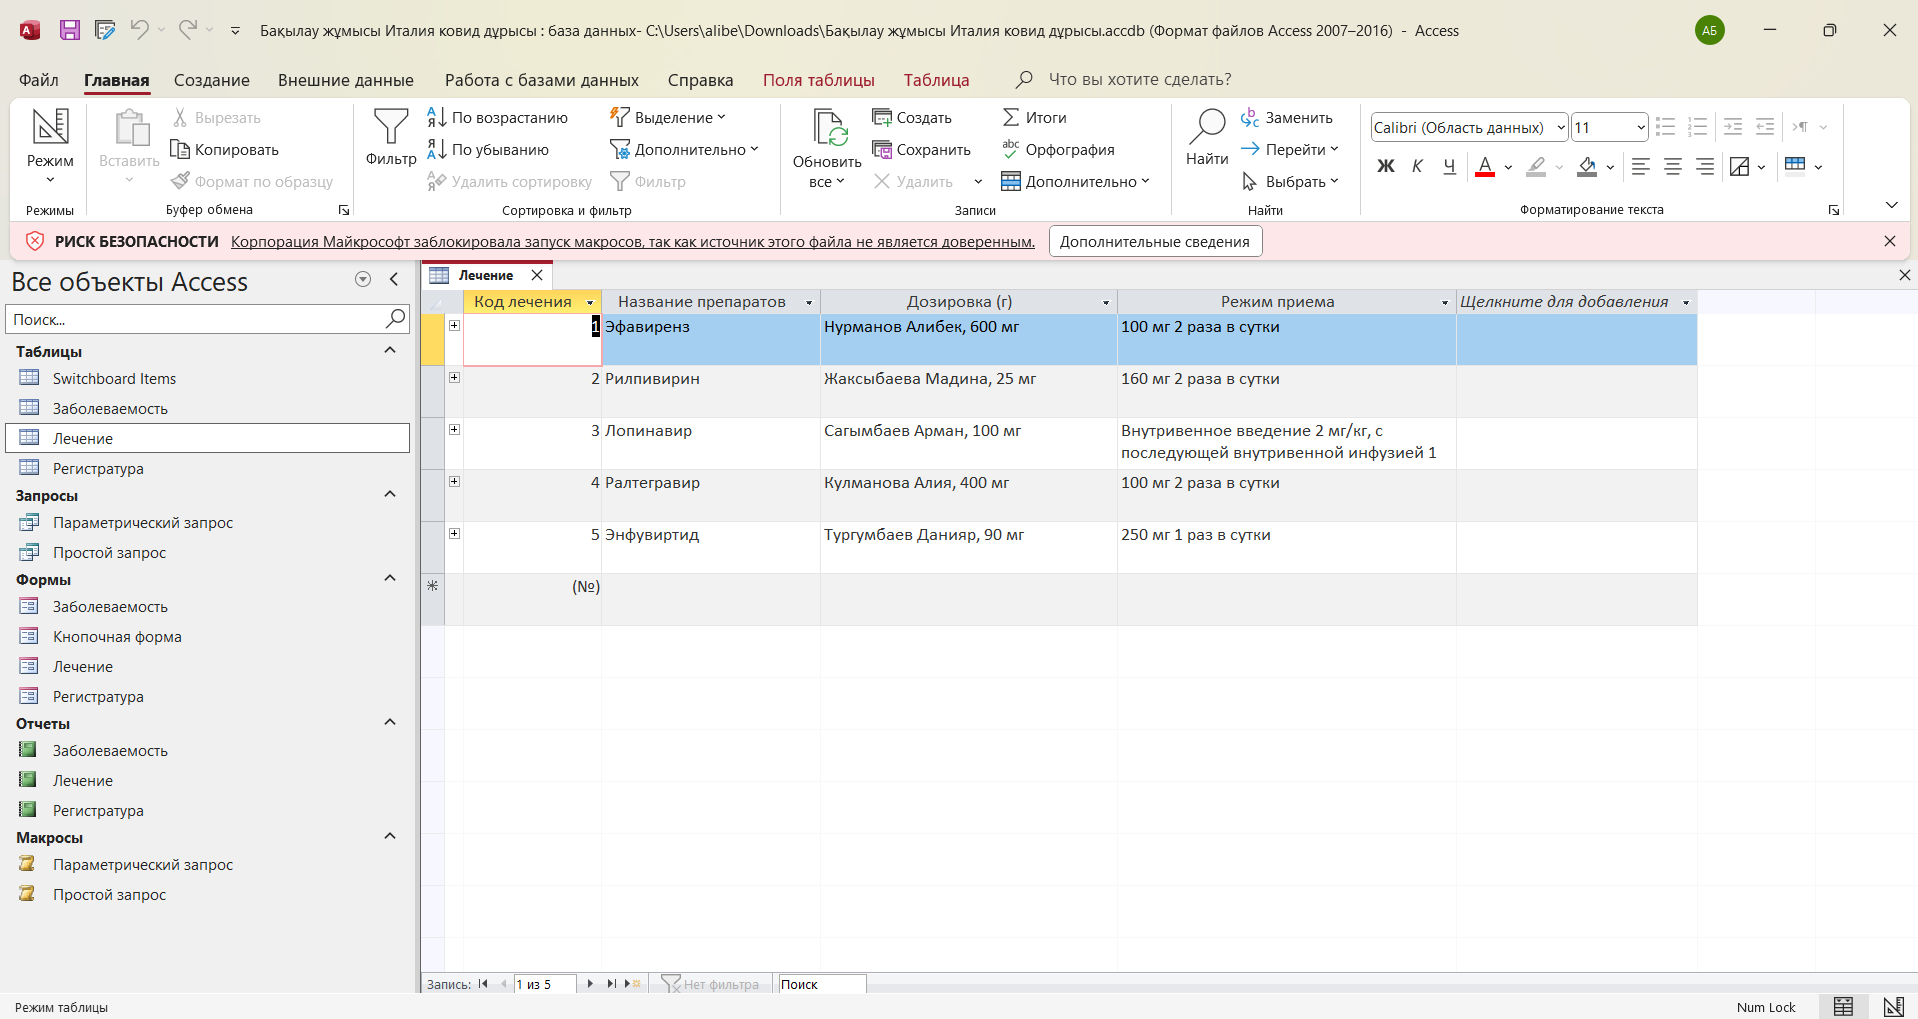 Бақылау жұмысы Италия ковид дұрысы : база данных- C:\Users\alibe\Downloads\Бақылау жұмысы Италия ковид дұрысы.accdb (Формат файлов Access 2007–2016) - Access
АБ
Файл Главная Создание Внешние данные Работа с базами данных Справка Поля таблицы Таблица Что вы хотите сделать?
Режим
Режимы
Вставить
Вырезать
Копировать
Формат по образцу
Буфер обмена
Фильтр
По возрастанию
По убыванию
Удалить сортировку
Выделение
Дополнительно
Фильтр
Сортировка и фильтр
Обновить
все
Создать
Сохранить
Удалить
Итоги
Орфография
Дополнительно
Записи
Найти
Заменить
Перейти
Выбрать
Найти
Calibri (Область данных) 11
Ж К Ч
Форматирование текста
РИСК БЕЗОПАСНОСТИ Корпорация Майкрософт заблокировала запуск макросов, так как источник этого файла не является доверенным. Дополнительные сведения
Все объекты Access
Поиск...
Таблицы
Switchboard Items
Заболеваемость
Лечение
Регистратура
Запросы
Параметрический запрос
Простой запрос
Формы
Заболеваемость
Кнопочная форма
Лечение
Регистратура
Отчеты
Заболеваемость
Лечение
Регистратура
Макросы
Параметрический запрос
Простой запрос
Лечение
Код лечения Название препаратов Дозировка (г) Режим приема Щелкните для добавления
1 Эфавиренз Нурманов Алибек, 600 мг 100 мг 2 раза в сутки
2 Рилпивирин Жаксыбаева Мадина, 25 мг 160 мг 2 раза в сутки
3 Лопинавир Сагымбаев Арман, 100 мг Внутривенное введение 2 мг/кг, с
последующей внутривенной инфузией 1
4 Ралтегравир Кулманова Алия, 400 мг 100 мг 2 раза в сутки
5 Энфувиртид Тургумбаев Данияр, 90 мг 250 мг 1 раз в сутки
(№)
Запись: 1 из 5 Нет фильтра Поиск
Режим таблицы Num Lock